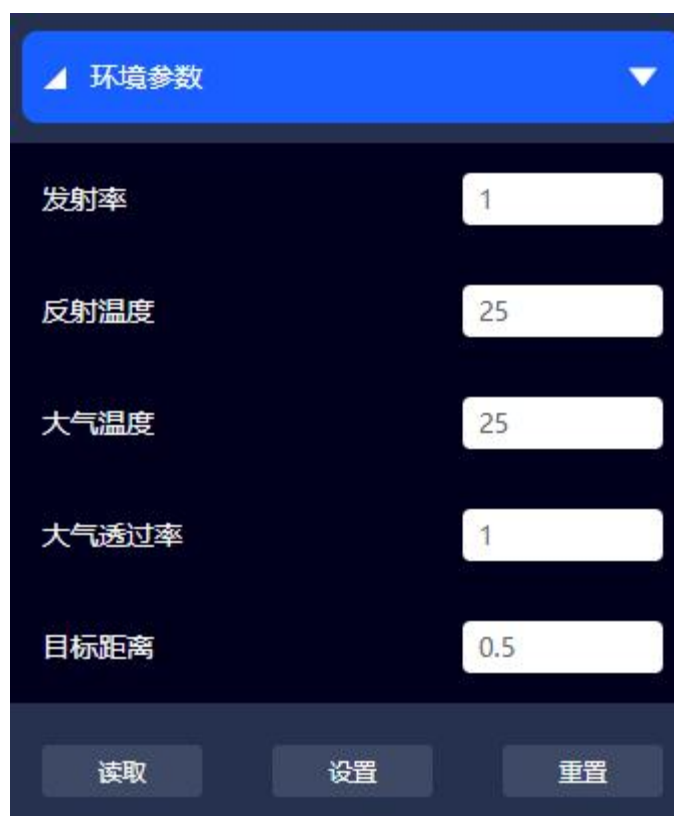 环境参数
发射率 1
反射温度 25
大气温度 25
大气透过率 1
目标距离 0.5
读取 设置 重置